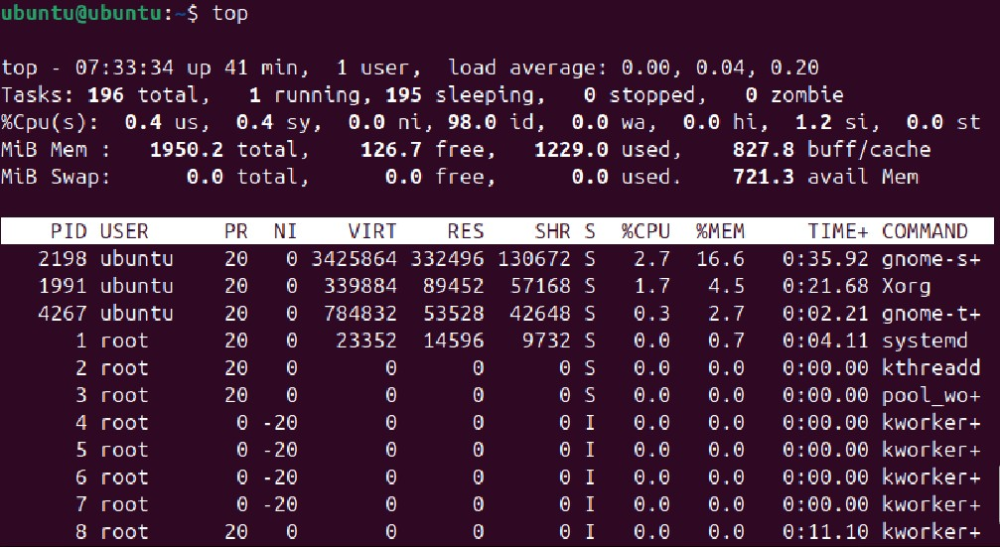 ubuntu@ubuntu:~$ top
top - 07:33:34 up 41 min,  1 user,  load average: 0.00, 0.04, 0.20
Tasks: 196 total,   1 running, 195 sleeping,   0 stopped,   0 zombie
%Cpu(s):  0.4 us,  0.4 sy,  0.0 ni, 98.0 id,  0.0 wa,  0.0 hi,  1.2 si,  0.0 st
MiB Mem :   1950.2 total,    126.7 free,   1229.0 used,    827.8 buff/cache
MiB Swap:      0.0 total,      0.0 free,      0.0 used.    721.3 avail Mem
    PID USER      PR  NI    VIRT    RES    SHR S  %CPU  %MEM     TIME+ COMMAND
   2198 ubuntu    20   0 3425864 332496 130672 S   2.7  16.6   0:35.92 gnome-s+
   1991 ubuntu    20   0  339884  89452  57168 S   1.7   4.5   0:21.68 Xorg
   4267 ubuntu    20   0  784832  53528  42648 S   0.3   2.7   0:02.21 gnome-t+
      1 root      20   0   23352  14596   9732 S   0.0   0.7   0:04.11 systemd
      2 root      20   0       0      0      0 S   0.0   0.0   0:00.00 kthreadd
      3 root      20   0       0      0      0 S   0.0   0.0   0:00.00 pool_wo+
      4 root       0 -20       0      0      0 I   0.0   0.0   0:00.00 kworker+
      5 root       0 -20       0      0      0 I   0.0   0.0   0:00.00 kworker+
      6 root       0 -20       0      0      0 I   0.0   0.0   0:00.00 kworker+
      7 root       0 -20       0      0      0 I   0.0   0.0   0:00.00 kworker+
      8 root      20   0       0      0      0 I   0.0   0.0   0:11.10 kworker+